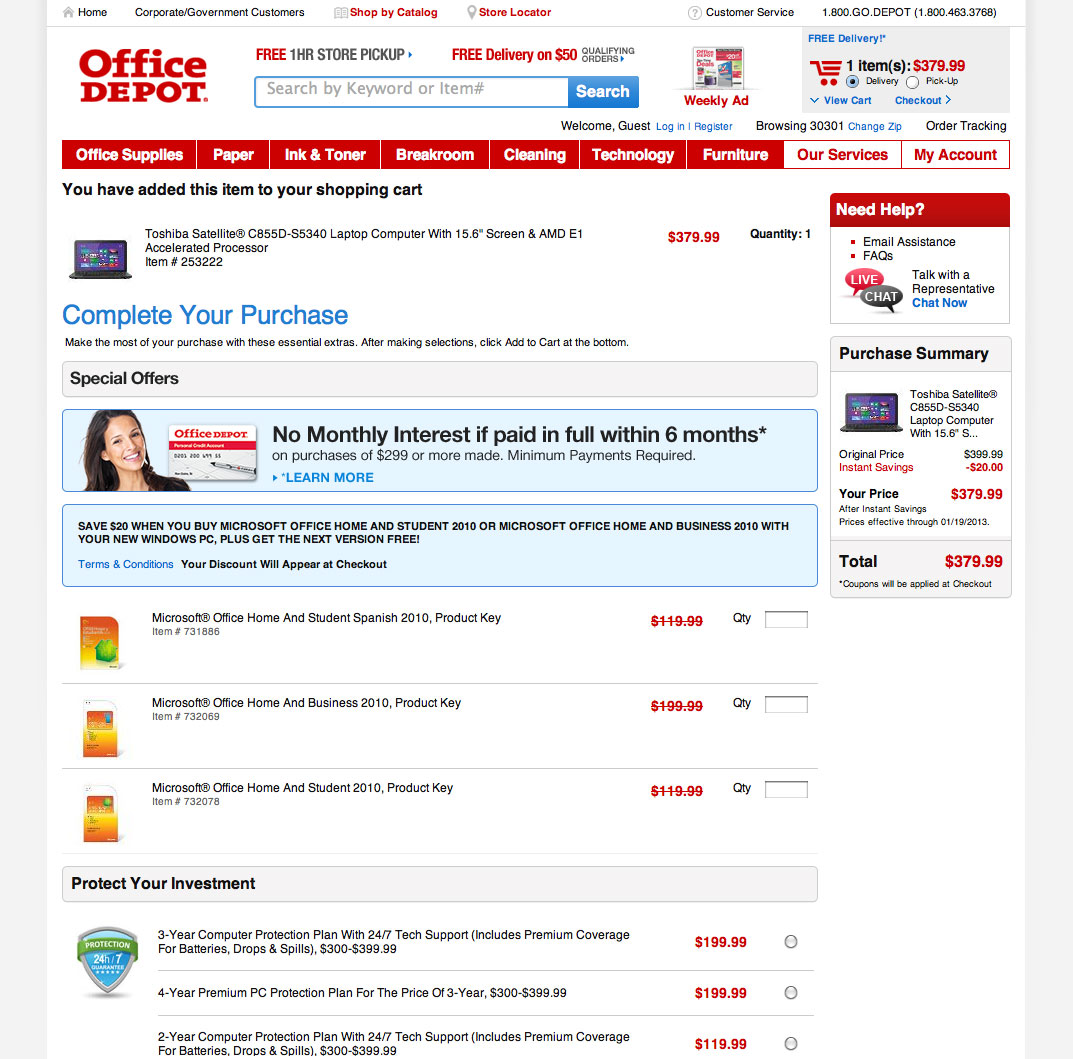 Home
Corporate/Government Customers
Shop by Catalog
Store Locator
? Customer Service
1.800.GO.DEPOT (1.800.463.3768)
Office
DEPOT.
FREE 1HR STORE PICKUP
FREE Delivery on $50 QUALIFYING ORDERS
Search by Keyword or Item#
Search
Weekly Ad
FREE Delivery!*
1 item(s): $379.99
Delivery
Pick-Up
View Cart
Checkout
Welcome, Guest Log in | Register
Browsing 30301 Change Zip
Order Tracking
Office Supplies
Paper
Ink & Toner
Breakroom
Cleaning
Technology
Furniture
Our Services
My Account
You have added this item to your shopping cart
Toshiba Satellite® C855D-S5340 Laptop Computer With 15.6" Screen & AMD E1
Accelerated Processor
Item # 253222
$379.99
Quantity: 1
Complete Your Purchase
Make the most of your purchase with these essential extras. After making selections, click Add to Cart at the bottom.
Special Offers
Office DEPOT.
Personal Credit Account
No Monthly Interest if paid in full within 6 months*
on purchases of $299 or more made. Minimum Payments Required.
*LEARN MORE
SAVE $20 WHEN YOU BUY MICROSOFT OFFICE HOME AND STUDENT 2010 OR MICROSOFT OFFICE HOME AND BUSINESS 2010 WITH
YOUR NEW WINDOWS PC, PLUS GET THE NEXT VERSION FREE!
Terms & Conditions Your Discount Will Appear at Checkout
Microsoft® Office Home And Student Spanish 2010, Product Key
Item # 731886
$119.99
Qty
Microsoft® Office Home And Business 2010, Product Key
Item # 732069
$199.99
Qty
Microsoft® Office Home And Student 2010, Product Key
Item # 732078
$119.99
Qty
Protect Your Investment
PROTECTION
24h / 7
GUARANTEE
3-Year Computer Protection Plan With 24/7 Tech Support (Includes Premium Coverage
For Batteries, Drops & Spills), $300-$399.99
$199.99
4-Year Premium PC Protection Plan For The Price Of 3-Year, $300-$399.99
$199.99
2-Year Computer Protection Plan With 24/7 Tech Support (Includes Premium Coverage
For Batteries, Drops & Spills), $300-$399.99
$119.99
Need Help?
Email Assistance
FAQs
LIVE
CHAT
Talk with a
Representative
Chat Now
Purchase Summary
Toshiba Satellite®
C855D-S5340
Laptop Computer
With 15.6" S...
Original Price $399.99
Instant Savings -$20.00
Your Price $379.99
After Instant Savings
Prices effective through 01/19/2013.
Total $379.99
*Coupons will be applied at Checkout